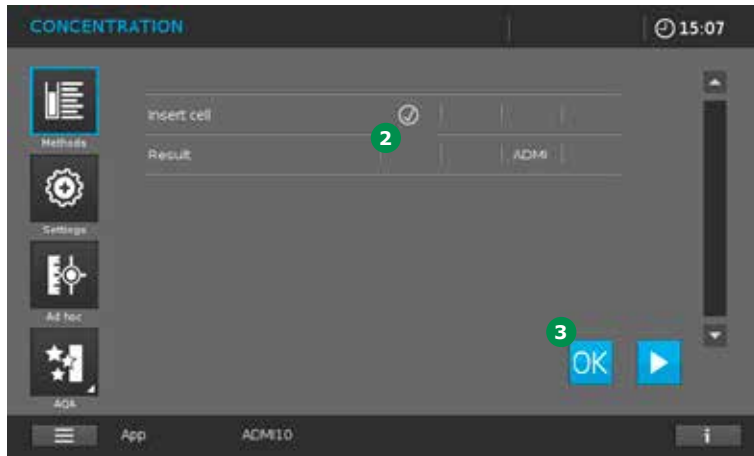 CONCENTRATION 15:07
Methods
Insert cell
2
Result ADMI
Settings
Ad hoc
3
OK
AQA
App ADMI10 i